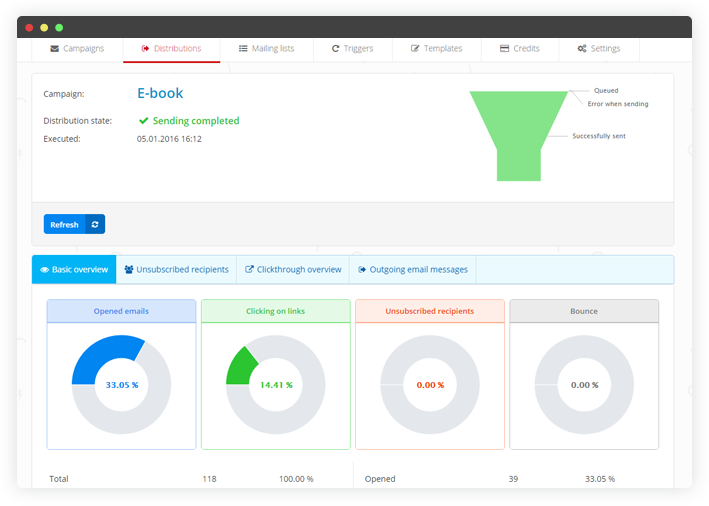 Campaigns Distributions Mailing lists Triggers Templates Credits Settings
Campaign: E-book
Distribution state: Sending completed
Executed: 05.01.2016 16:12
Queued
Error when sending
Successfully sent
Refresh
Basic overview Unsubscribed recipients Clickthrough overview Outgoing email messages
Opened emails Clicking on links Unsubscribed recipients Bounce
33.05 % 14.41 % 0.00 % 0.00 %
Total 118 100.00 % Opened 39 33.05 %